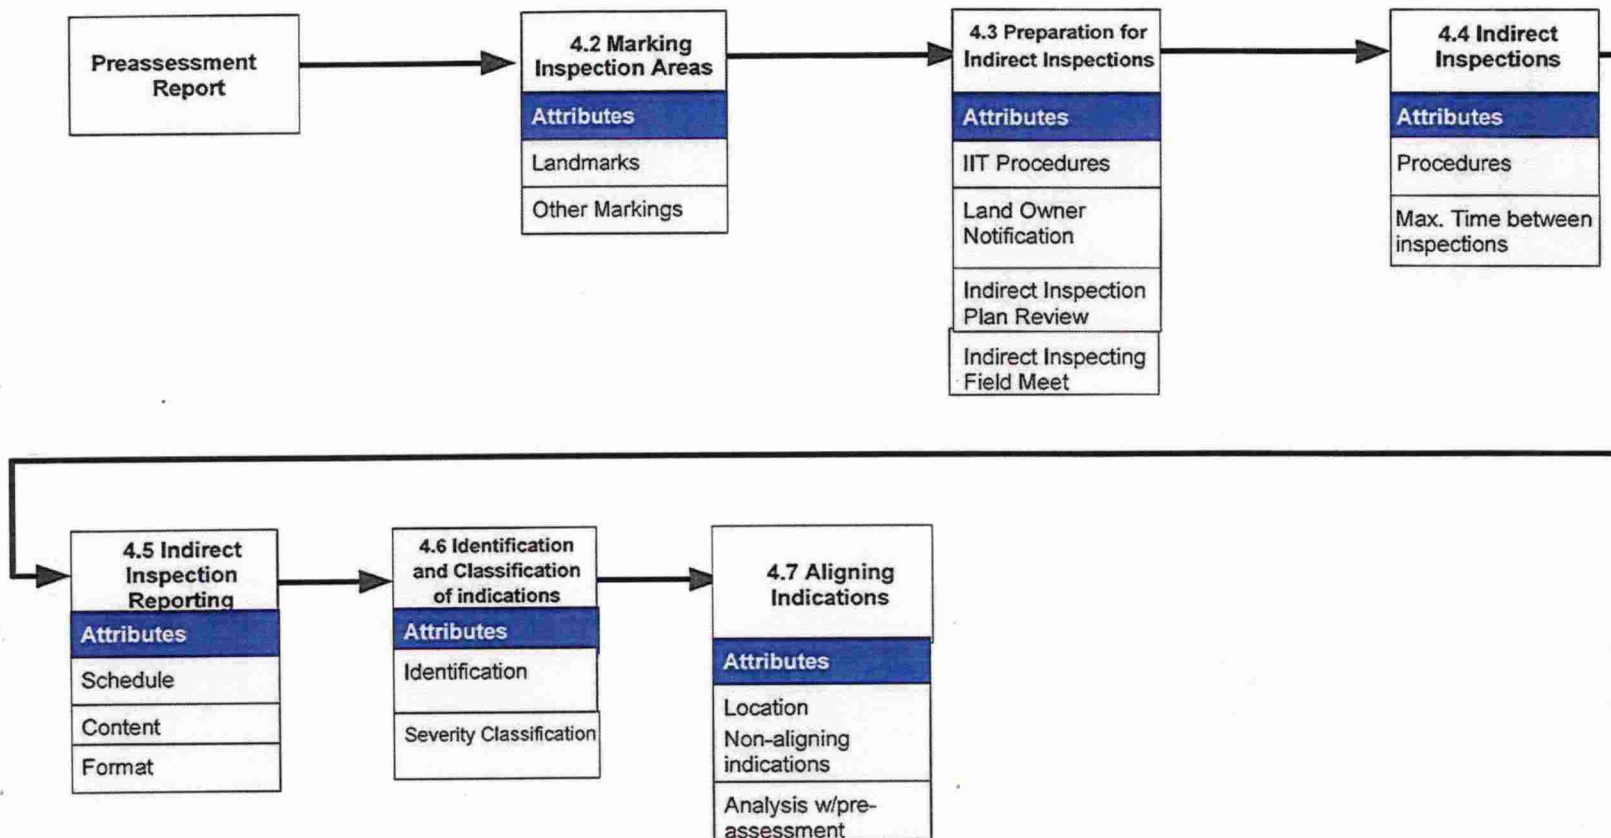 Preassessment
Report
4.2 Marking
Inspection Areas
Attributes
Landmarks
Other Markings
4.3 Preparation for
Indirect Inspections
Attributes
IIT Procedures
Land Owner
Notification
Indirect Inspection
Plan Review
Indirect Inspecting
Field Meet
4.4 Indirect
Inspections
Attributes
Procedures
Max. Time between
inspections
4.5 Indirect
Inspection
Reporting
Attributes
Schedule
Content
Format
4.6 Identification
and Classification
of indications
Attributes
Identification
Severity Classification
4.7 Aligning
Indications
Attributes
Location
Non-aligning
indications
Analysis w/pre-
assessment